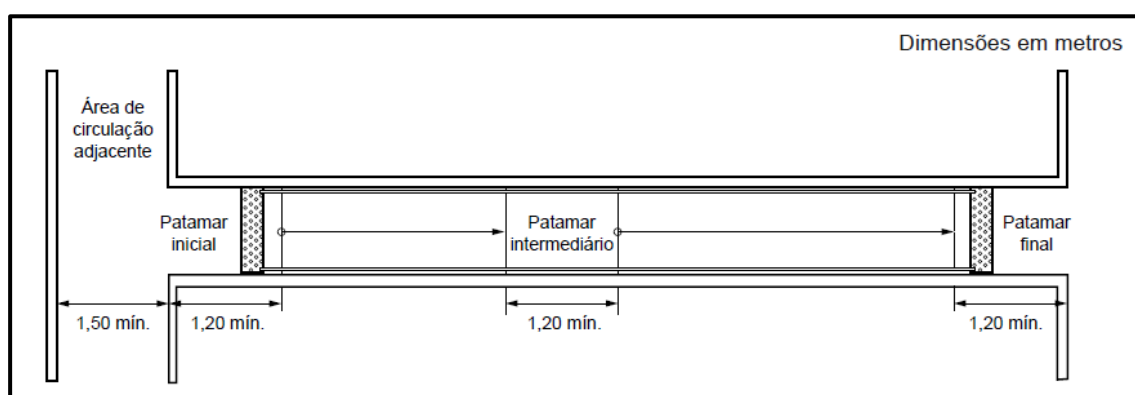 Dimensões em metros
Área de
circulação
adjacente
Patamar
inicial
Patamar
intermediário
Patamar
final
1,50 mín.
1,20 mín.
1,20 mín.
1,20 mín.